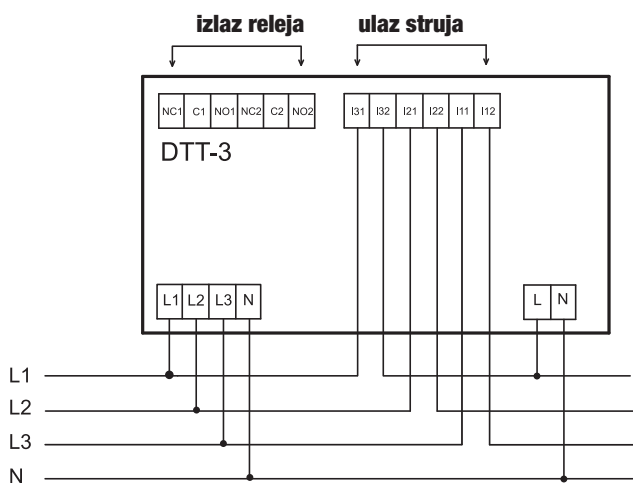 izlaz releja ulaz struja
NC1 C1 NO1 NC2 C2 NO2 I31 I32 I21 I22 I11 I12
DTT-3
L1 L2 L3 N L N
L1
L2
L3
N